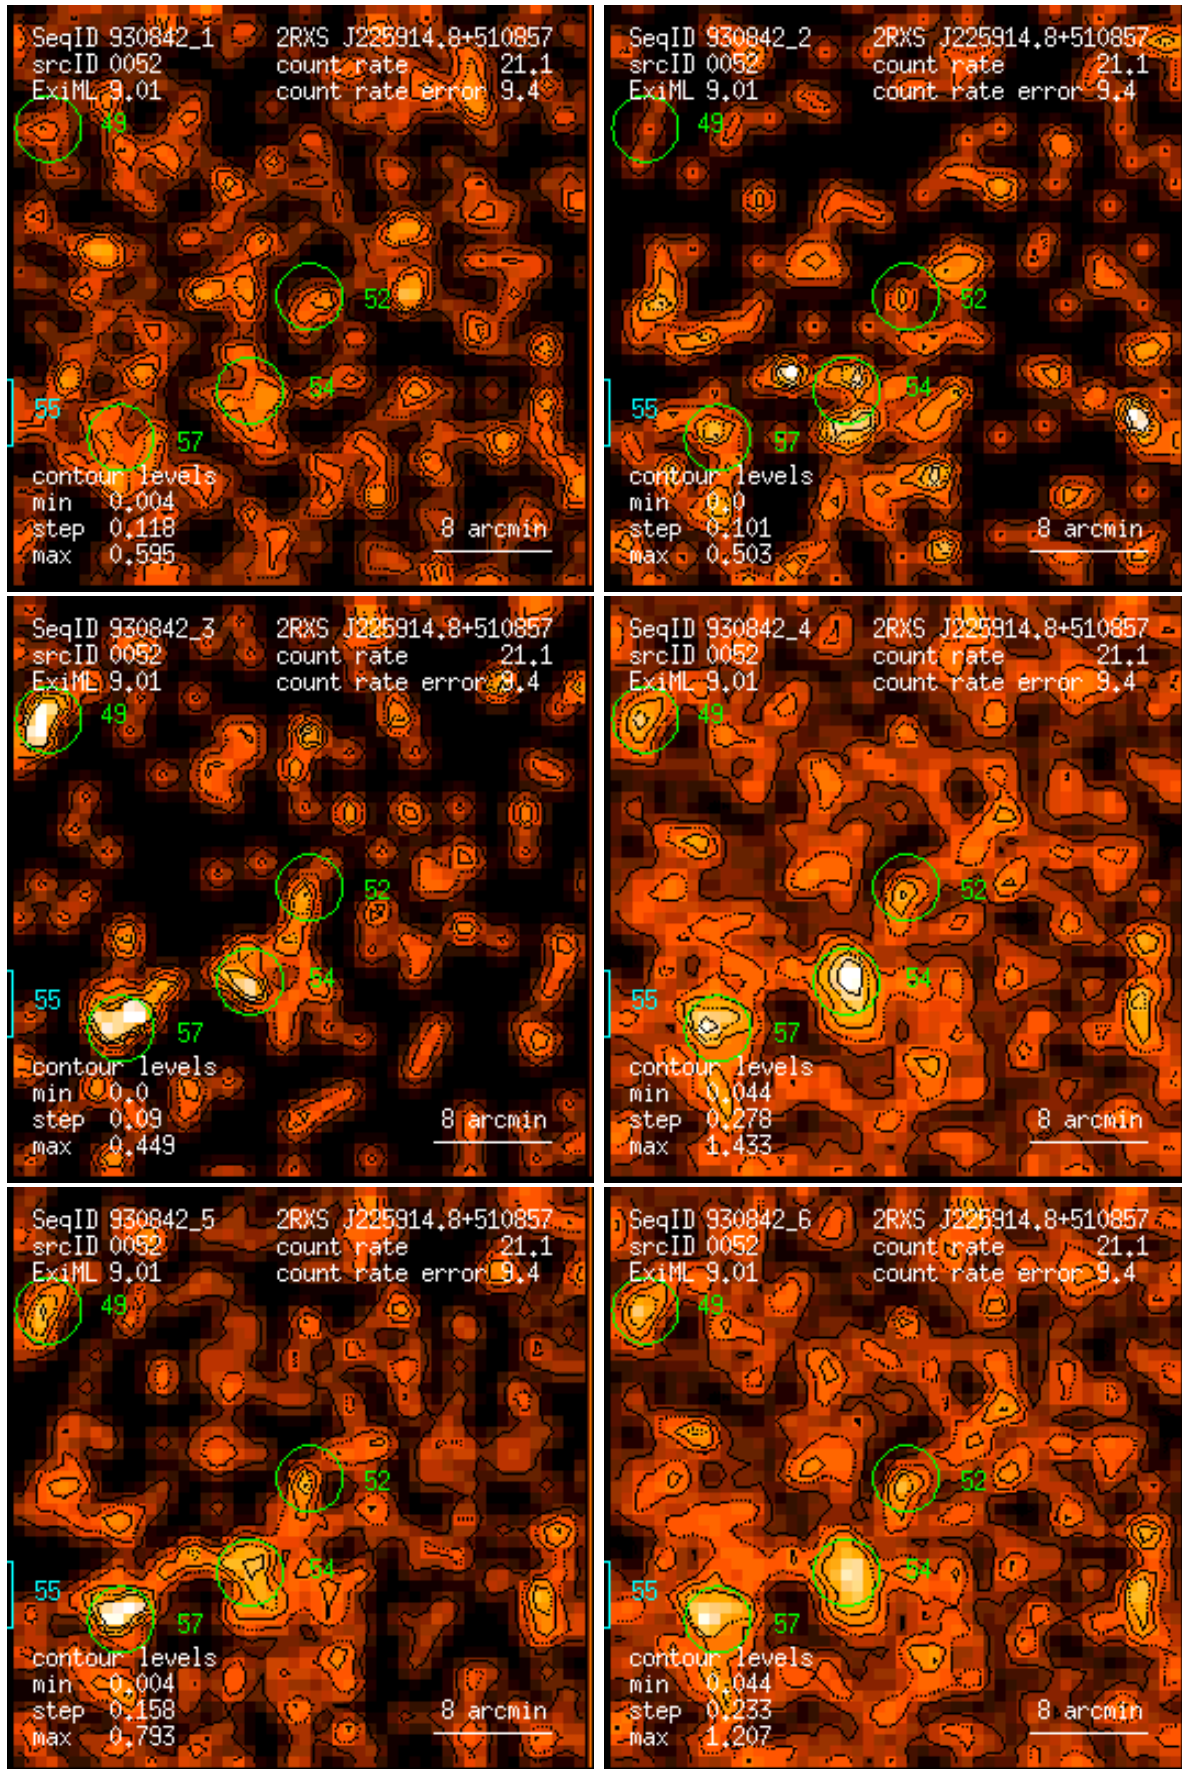 SeqID 930842_1 2RXS J225914.8+510857
srcID 0052 count rate 21.1
ExiML 9.01 count rate error 9.4
49
52
54
55
57
contour levels
min 0.004
step 0.118 8 arcmin
max 0.595
SeqID 930842_2 2RXS J225914.8+510857
srcID 0052 count rate 21.1
ExiML 9.01 count rate error 9.4
49
52
54
55
57
contour levels
min 0.0
step 0.101 8 arcmin
max 0.503
SeqID 930842_3 2RXS J225914.8+510857
srcID 0052 count rate 21.1
ExiML 9.01 count rate error 9.4
49
52
54
55
57
contour levels
min 0.0
step 0.09 8 arcmin
max 0.449
SeqID 930842_4 2RXS J225914.8+510857
srcID 0052 count rate 21.1
ExiML 9.01 count rate error 9.4
49
52
54
55
57
contour levels
min 0.044
step 0.278 8 arcmin
max 1.433
SeqID 930842_5 2RXS J225914.8+510857
srcID 0052 count rate 21.1
ExiML 9.01 count rate error 9.4
49
52
54
55
57
contour levels
min 0.004
step 0.158 8 arcmin
max 0.793
SeqID 930842_6 2RXS J225914.8+510857
srcID 0052 count rate 21.1
ExiML 9.01 count rate error 9.4
49
52
54
55
57
contour levels
min 0.044
step 0.233 8 arcmin
max 1.207